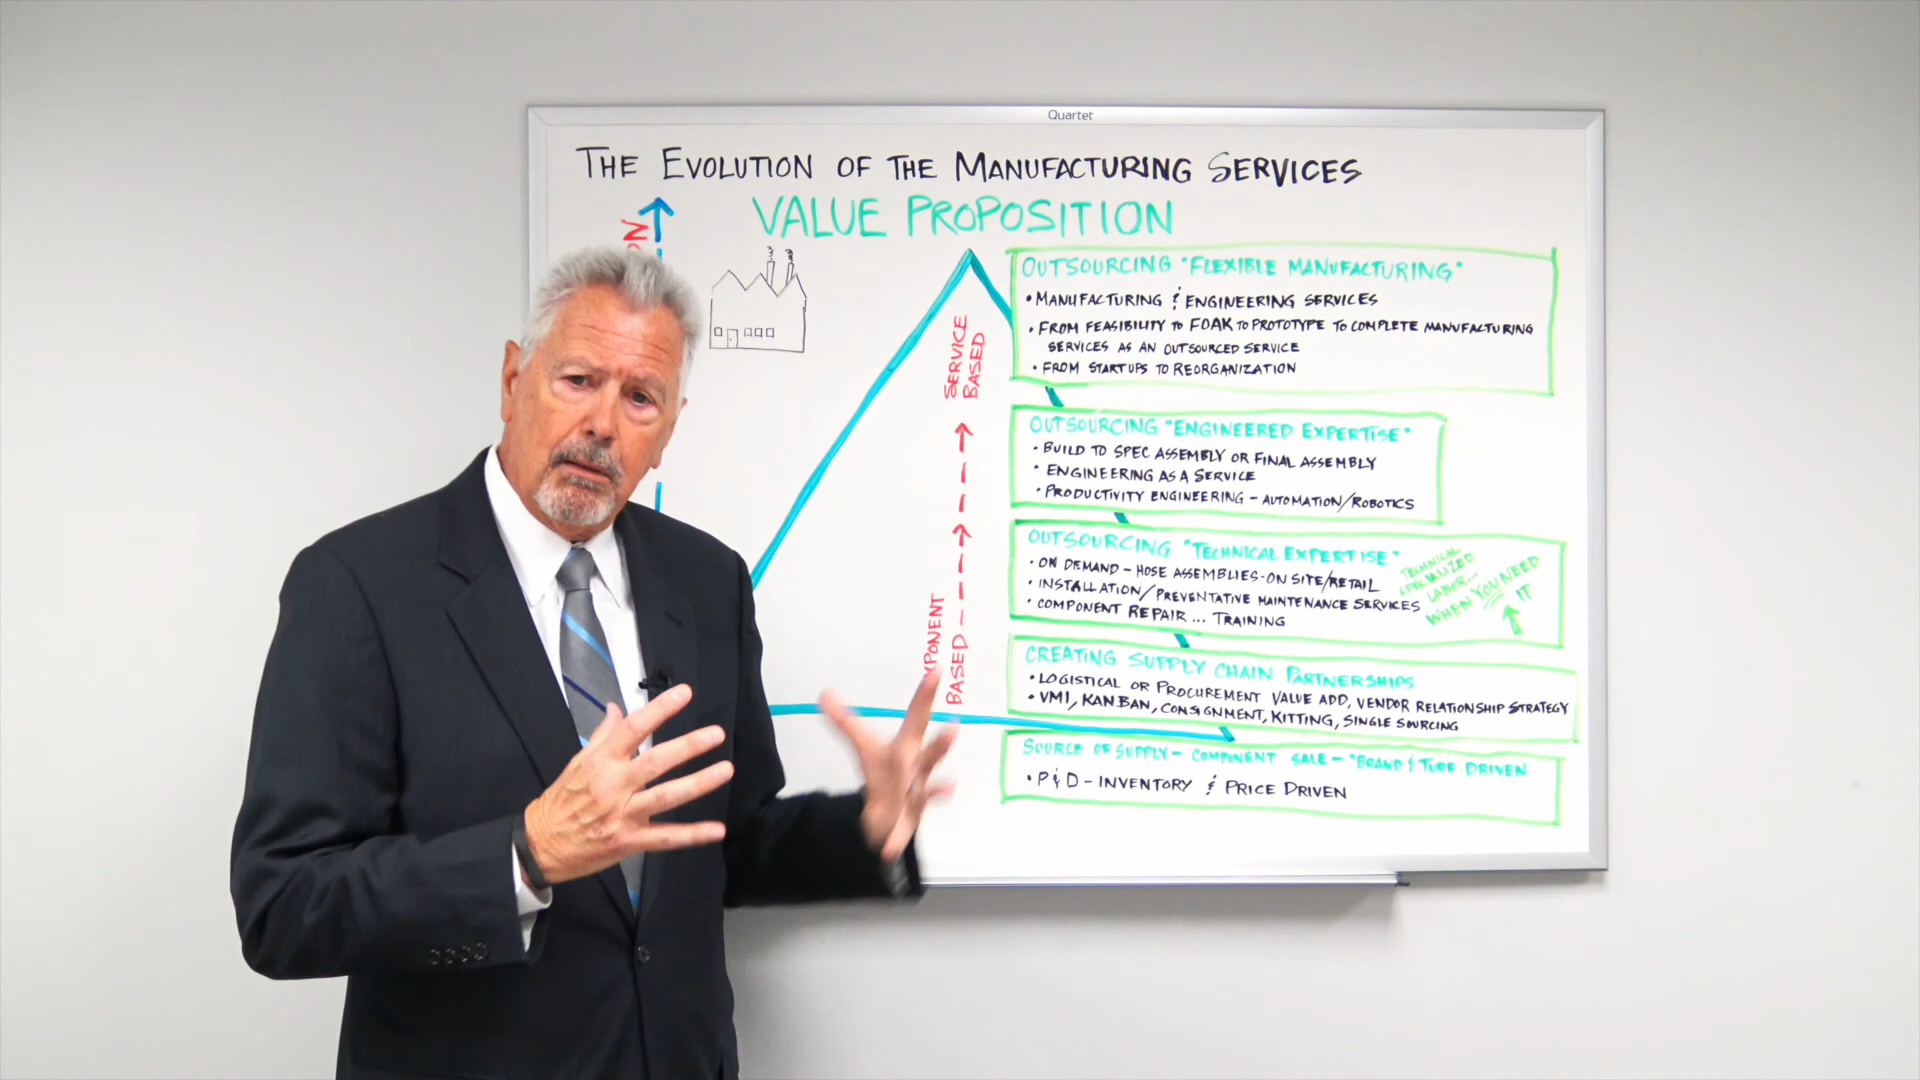 Quartet
THE EVOLUTION OF THE MANUFACTURING SERVICES
VALUE PROPOSITION
OUTSOURCING "FLEXIBLE MANUFACTURING"
• MANUFACTURING & ENGINEERING SERVICES
• FROM FEASIBILITY TO FOAK TO PROTOTYPE TO COMPLETE MANUFACTURING
SERVICES AS AN OUTSOURCED SERVICE
• FROM STARTUPS TO REORGANIZATION
SERVICE
BASED
OUTSOURCING "ENGINEERED EXPERTISE"
• BUILD TO SPEC ASSEMBLY OR FINAL ASSEMBLY
• ENGINEERING AS A SERVICE
• PRODUCTIVITY ENGINEERING - AUTOMATION/ROBOTICS
OUTSOURCING "TECHNICAL EXPERTISE"
• ON DEMAND - HOSE ASSEMBLIES - ON SITE/RETAIL
• INSTALLATION/PREVENTATIVE MAINTENANCE SERVICES
• COMPONENT REPAIR... TRAINING
TECHNICAL
SPECIALIZED
LABOR...
WHEN YOU NEED
IT
BASED
CREATING SUPPLY CHAIN PARTNERSHIPS
• LOGISTICAL OR PROCUREMENT VALUE ADD, VENDOR RELATIONSHIP STRATEGY
• VMI, KANBAN, CONSIGNMENT, KITTING, SINGLE SOURCING
SOURCE OF SUPPLY - COMPONENT SALE - "BRAND & TURF DRIVEN
• P & D - INVENTORY & PRICE DRIVEN